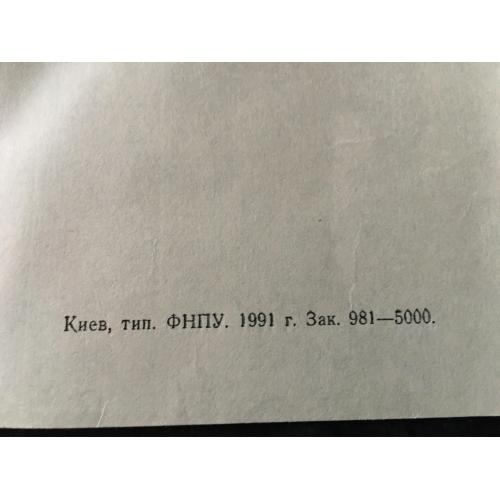 Киев, тип. ФНПУ. 1991 г. Зак. 981—5000.